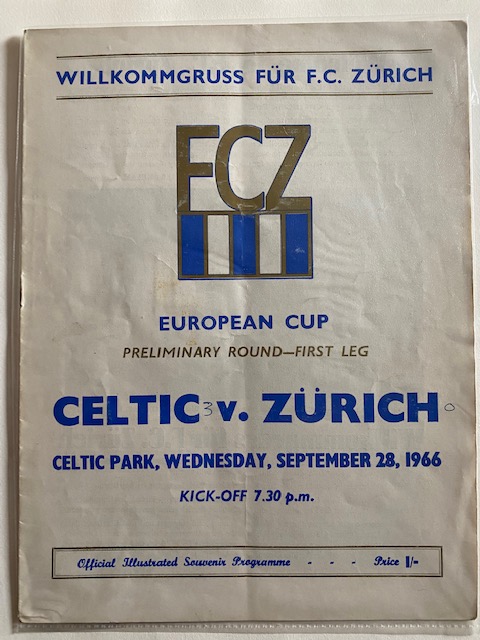 WILLKOMMGRUSS FÜR F.C. ZÜRICH
FCZ
EUROPEAN CUP
PRELIMINARY ROUND—FIRST LEG
CELTIC 3 v. ZÜRICH 0
CELTIC PARK, WEDNESDAY, SEPTEMBER 28, 1966
KICK-OFF 7.30 p.m.
Official Illustrated Souvenir Programme - - - Price 1/-